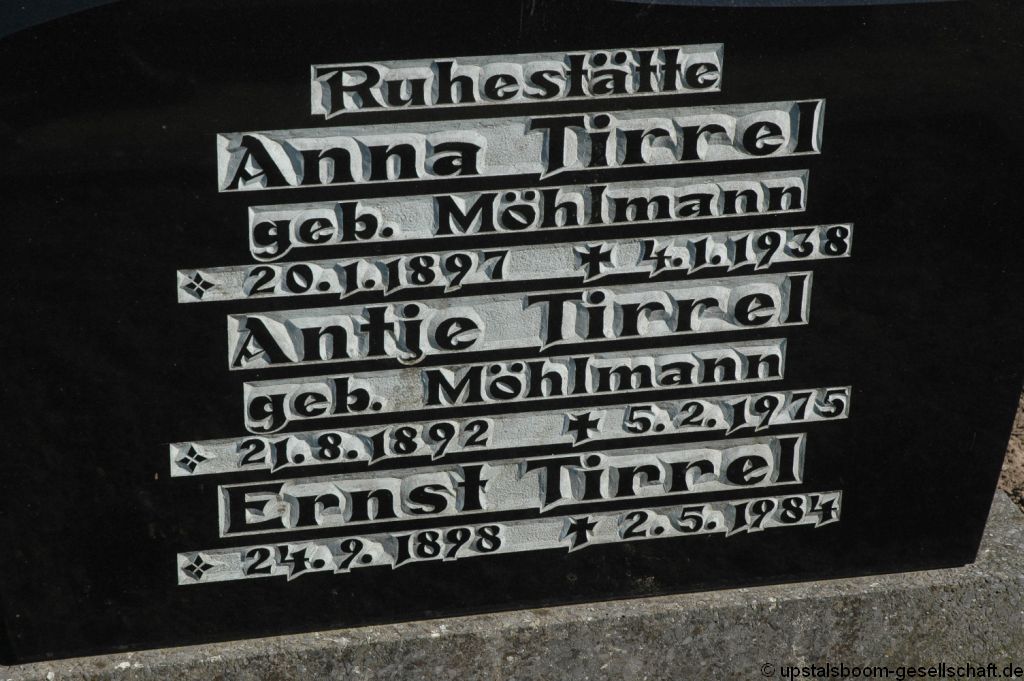 Ruhestätte
Anna Tirrel
geb. Möhlmann
20.1.1897 ✝ 4.1.1938
Antje Tirrel
geb. Möhlmann
21.8.1892 ✝ 5.2.1975
Ernst Tirrel
24.9.1898 ✝ 2.5.1984
© upstalsboom-gesellschaft.de